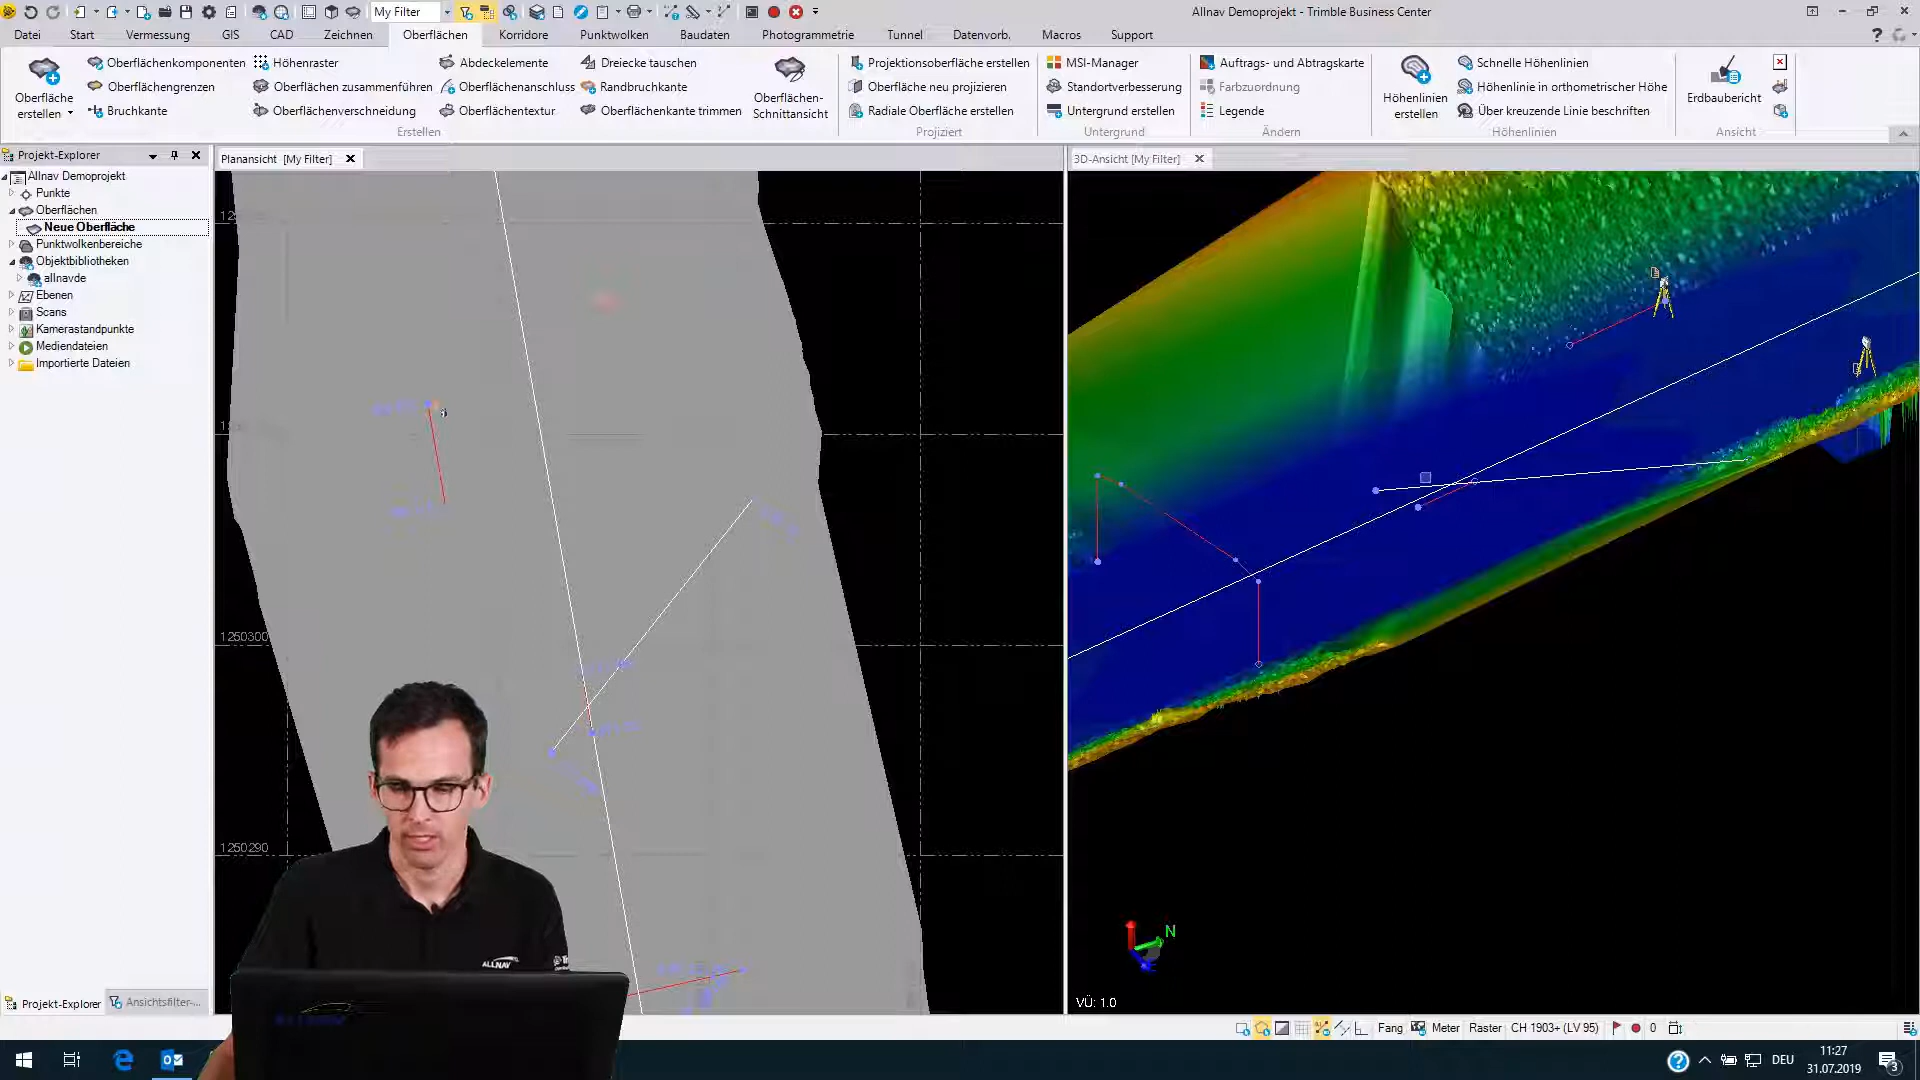 My Filter
Allnav Demoprojekt - Trimble Business Center
Datei Start Vermessung GIS CAD Zeichnen Oberflächen Korridore Punktwolken Baudaten Photogrammetrie Tunnel Datenvorb. Macros Support
Oberfläche erstellen
Oberflächenkomponenten
Oberflächengrenzen
Bruchkante
Höhenraster
Oberflächen zusammenführen
Oberflächenverschneidung
Abdeckelemente
Oberflächenanschluss
Oberflächentextur
Dreiecke tauschen
Randbruchkante
Oberflächenkante trimmen
Oberflächen-Schnittansicht
Erstellen
Projektionsoberfläche erstellen
Oberfläche neu projizieren
Radiale Oberfläche erstellen
Projiziert
MSI-Manager
Standortverbesserung
Untergrund erstellen
Untergrund
Auftrags- und Abtragskarte
Farbzuordnung
Legende
Ändern
Höhenlinien erstellen
Schnelle Höhenlinien
Höhenlinie in orthometrischer Höhe
Über kreuzende Linie beschriften
Höhenlinien
Erdbaubericht
Ansicht
Projekt-Explorer
Allnav Demoprojekt
Punkte
Oberflächen
Neue Oberfläche
Punktwolkenbereiche
Objektbibliotheken
allnavde
Ebenen
Scans
Kamerastandpunkte
Mediendateien
Importierte Dateien
Planansicht [My Filter]
1250300
1250290
ALLNAV
3D-Ansicht [My Filter]
N
VÜ: 1.0
Projekt-Explorer Ansichtsfilter-...
Fang Meter Raster CH 1903+ (LV 95) 0
DEU
11:27
31.07.2019
3